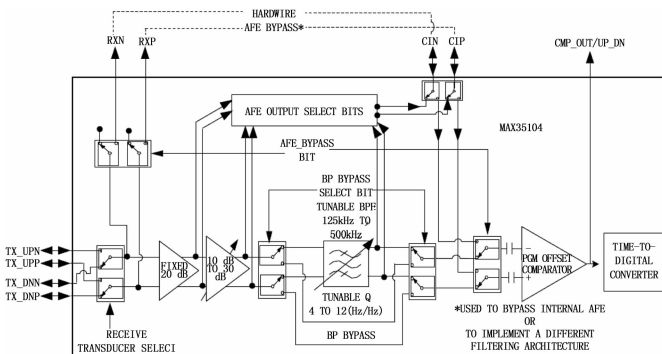 HARDWIRE
AFE BYPASS*
RXN RXP
CIN CIP
CMP_OUT/UP_DN
AFE OUTPUT SELECT BITS
MAX35104
AFE_BYPASS
BIT
BP BYPASS
SELECT BIT
TUNABLE BPF
125kHz TO
500kHz
TX_UPN
TX_UPP
TX_DNN
TX_DNP
FIXED
20 dB
10 dB
TO 30
dB
-
PGM OFFSET
COMPARATOR
+
TIME-TO-
DIGITAL
CONVERTER
TUNABLE Q
4 TO 12(Hz/Hz)
BP BYPASS
RECEIVE
TRANSDUCER SELECI
*USED TO BYPASS INTERNAL AFE
OR
TO IMPLEMENT A DIFFERENT
FILTERING ARCHITECTURE